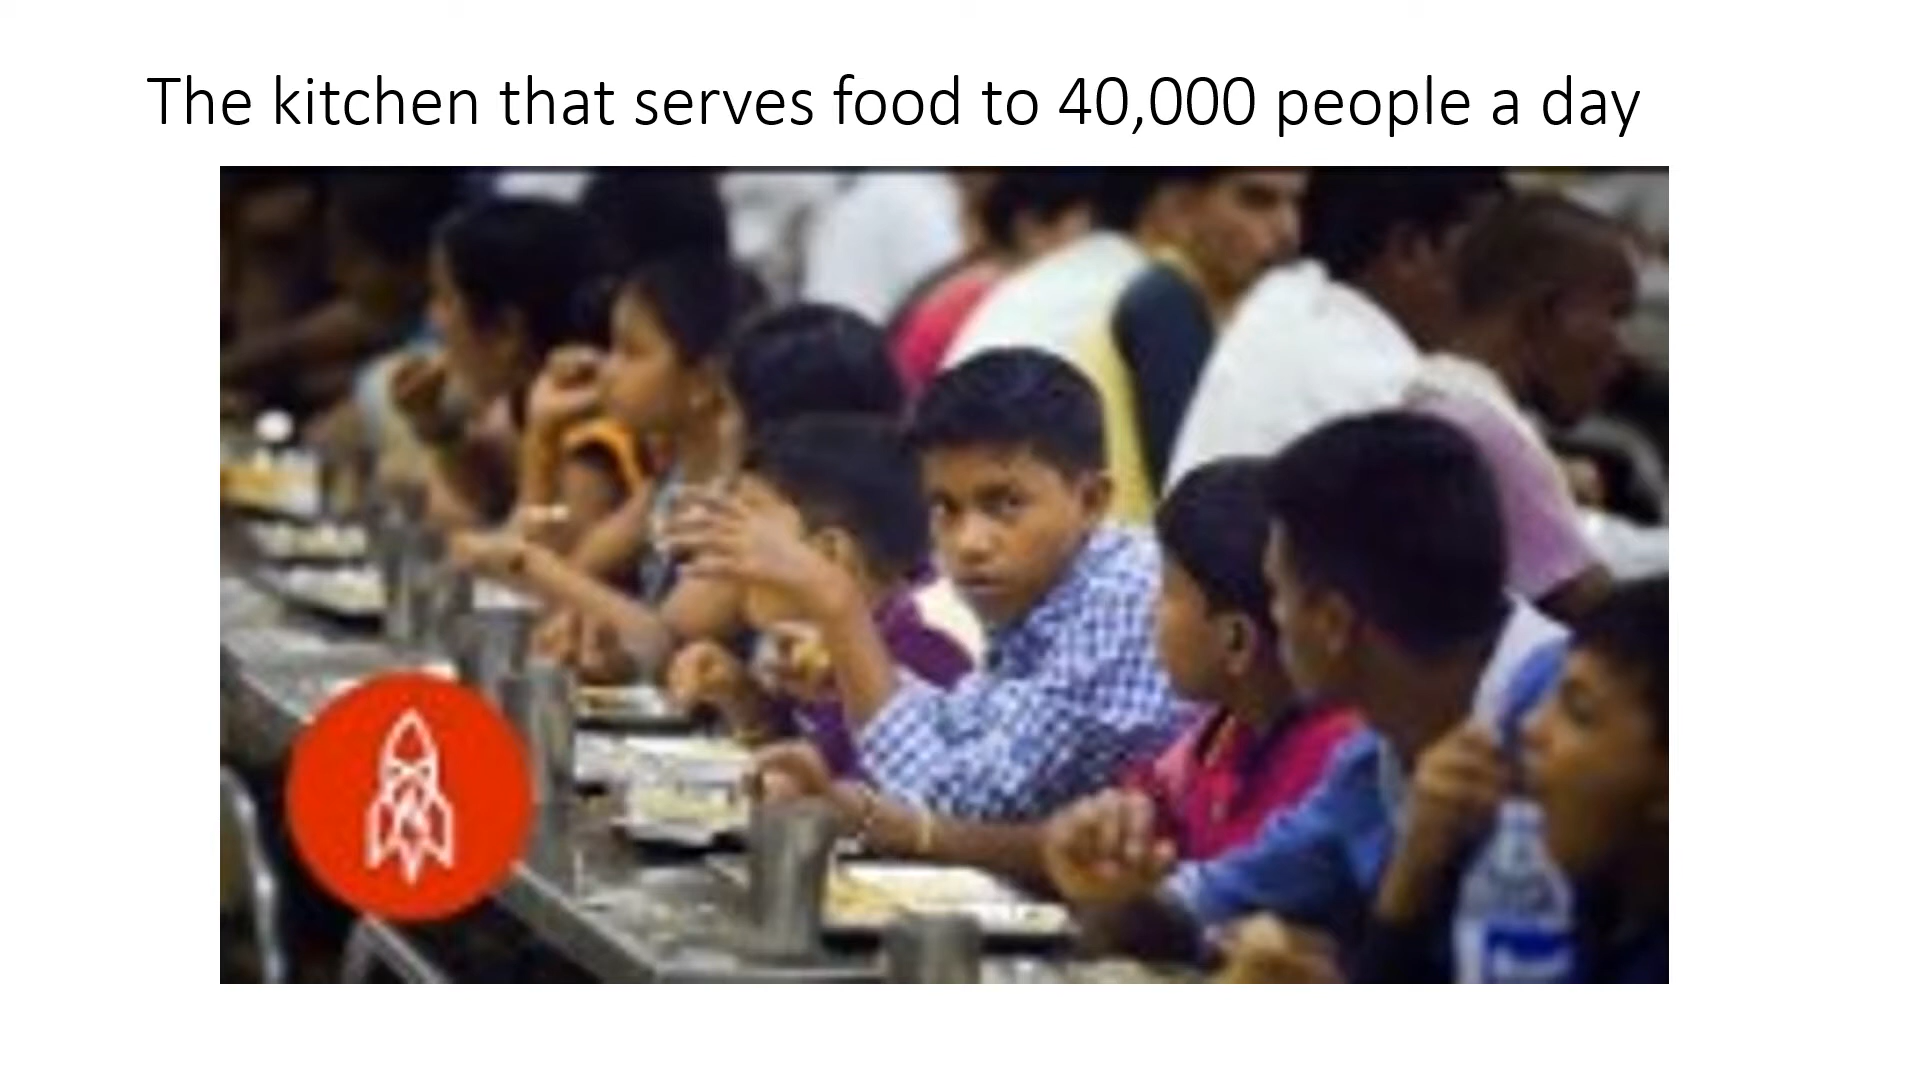 The kitchen that serves food to 40,000 people a day